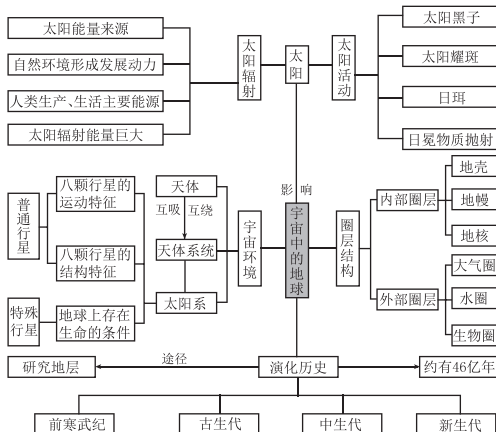 太阳能量来源
自然环境形成发展动力
人类生产、生活主要能源
太阳辐射能量巨大
太阳辐射
太阳
太阳活动
太阳黑子
太阳耀斑
日珥
日冕物质抛射
影响
普通行星
八颗行星的运动特征
八颗行星的结构特征
特殊行星
地球上存在生命的条件
天体
互吸
互绕
天体系统
太阳系
宇宙环境
宇宙中的地球
圈层结构
内部圈层
地壳
地幔
地核
外部圈层
大气圈
水圈
生物圈
研究地层
途径
演化历史
约有46亿年
前寒武纪
古生代
中生代
新生代